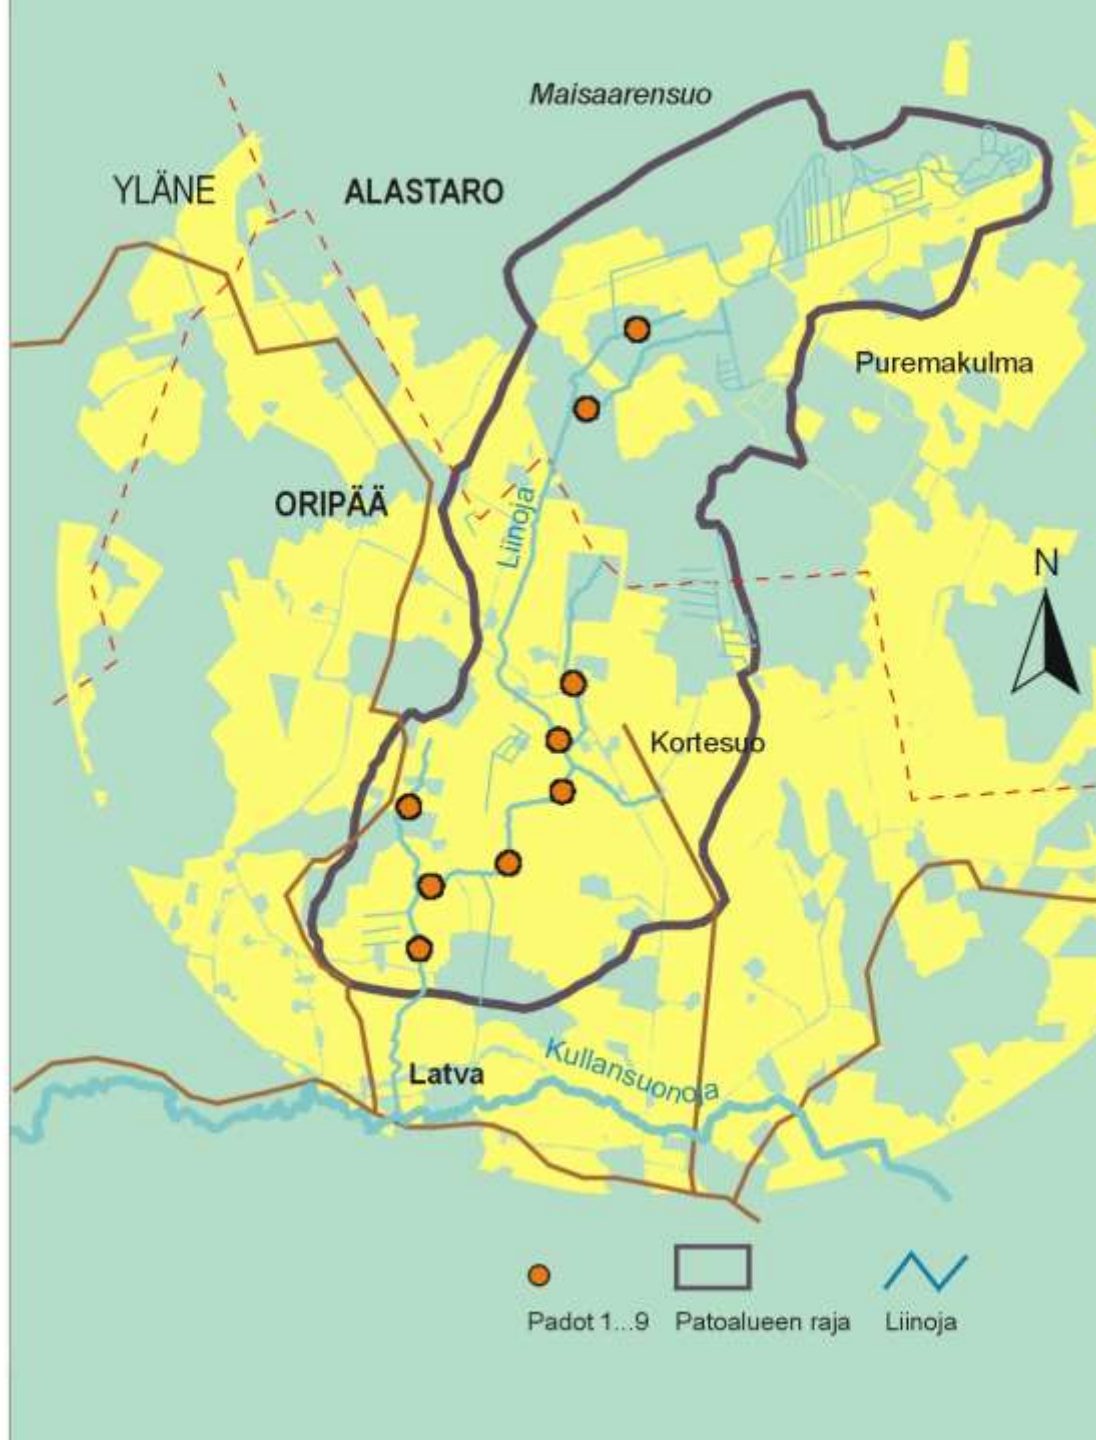 Maisaarensuo
YLÄNE
ALASTARO
Puremakulma
ORIPÄÄ
Liinoja
N
Kortesuo
Latva
Kullansuonoja
Padot 1...9
Patoalueen raja
Liinoja